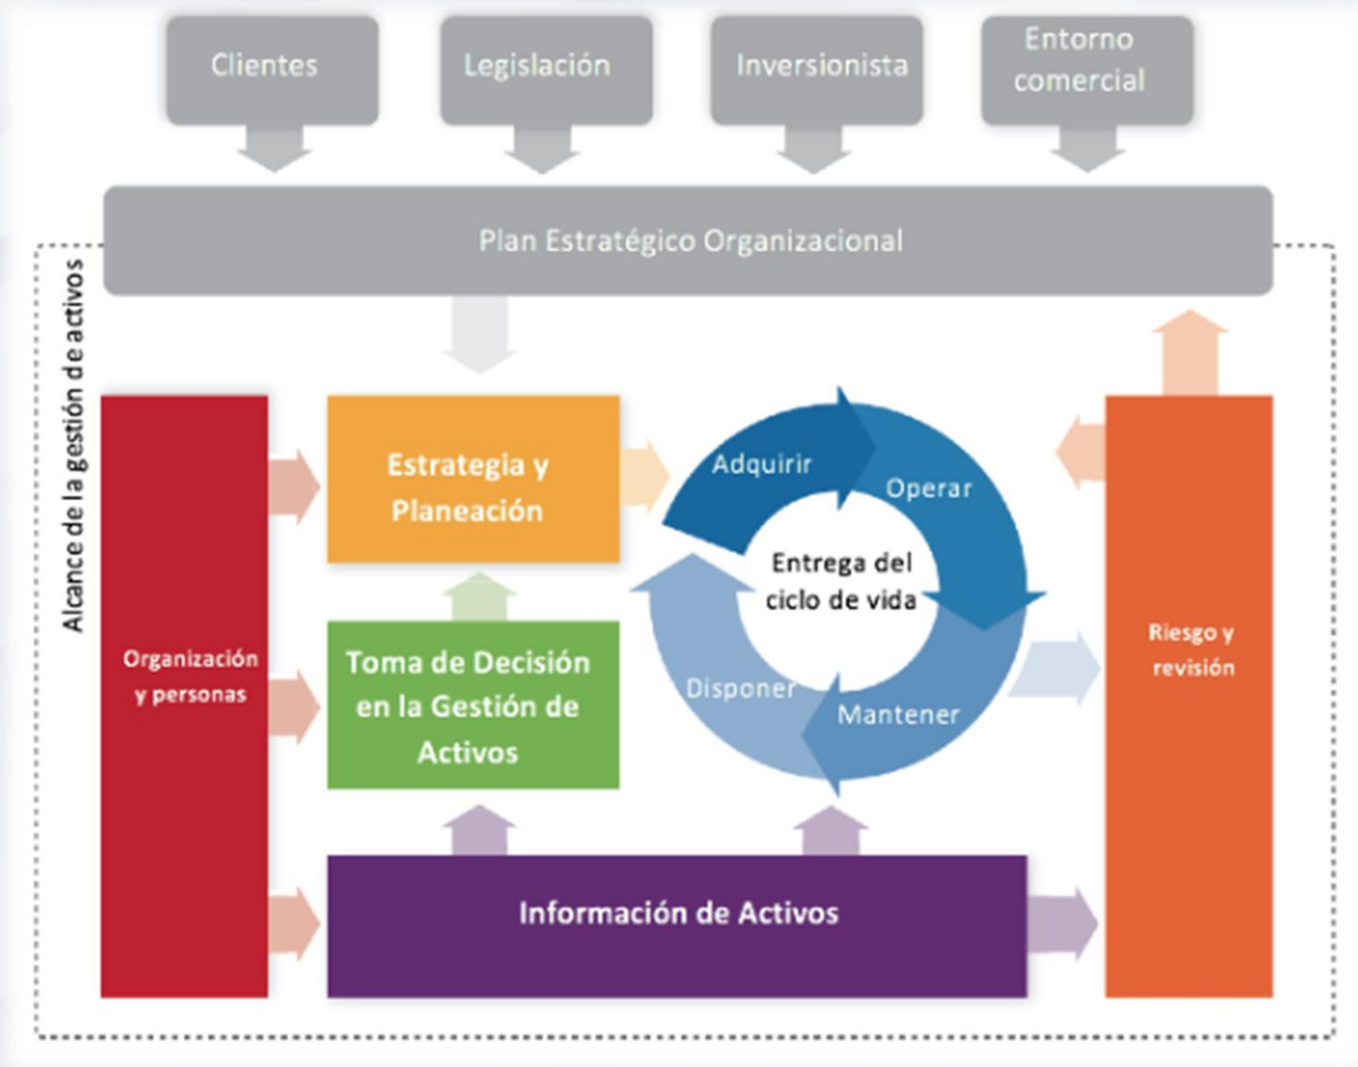 Clientes
Legislación
Inversionista
Entorno
comercial
Plan Estratégico Organizacional
Alcance de la gestión de activos
Organización
y personas
Estrategia y
Planeación
Toma de Decisión
en la Gestión de
Activos
Adquirir
Operar
Entrega del
ciclo de vida
Disponer
Mantener
Riesgo y
revisión
Información de Activos